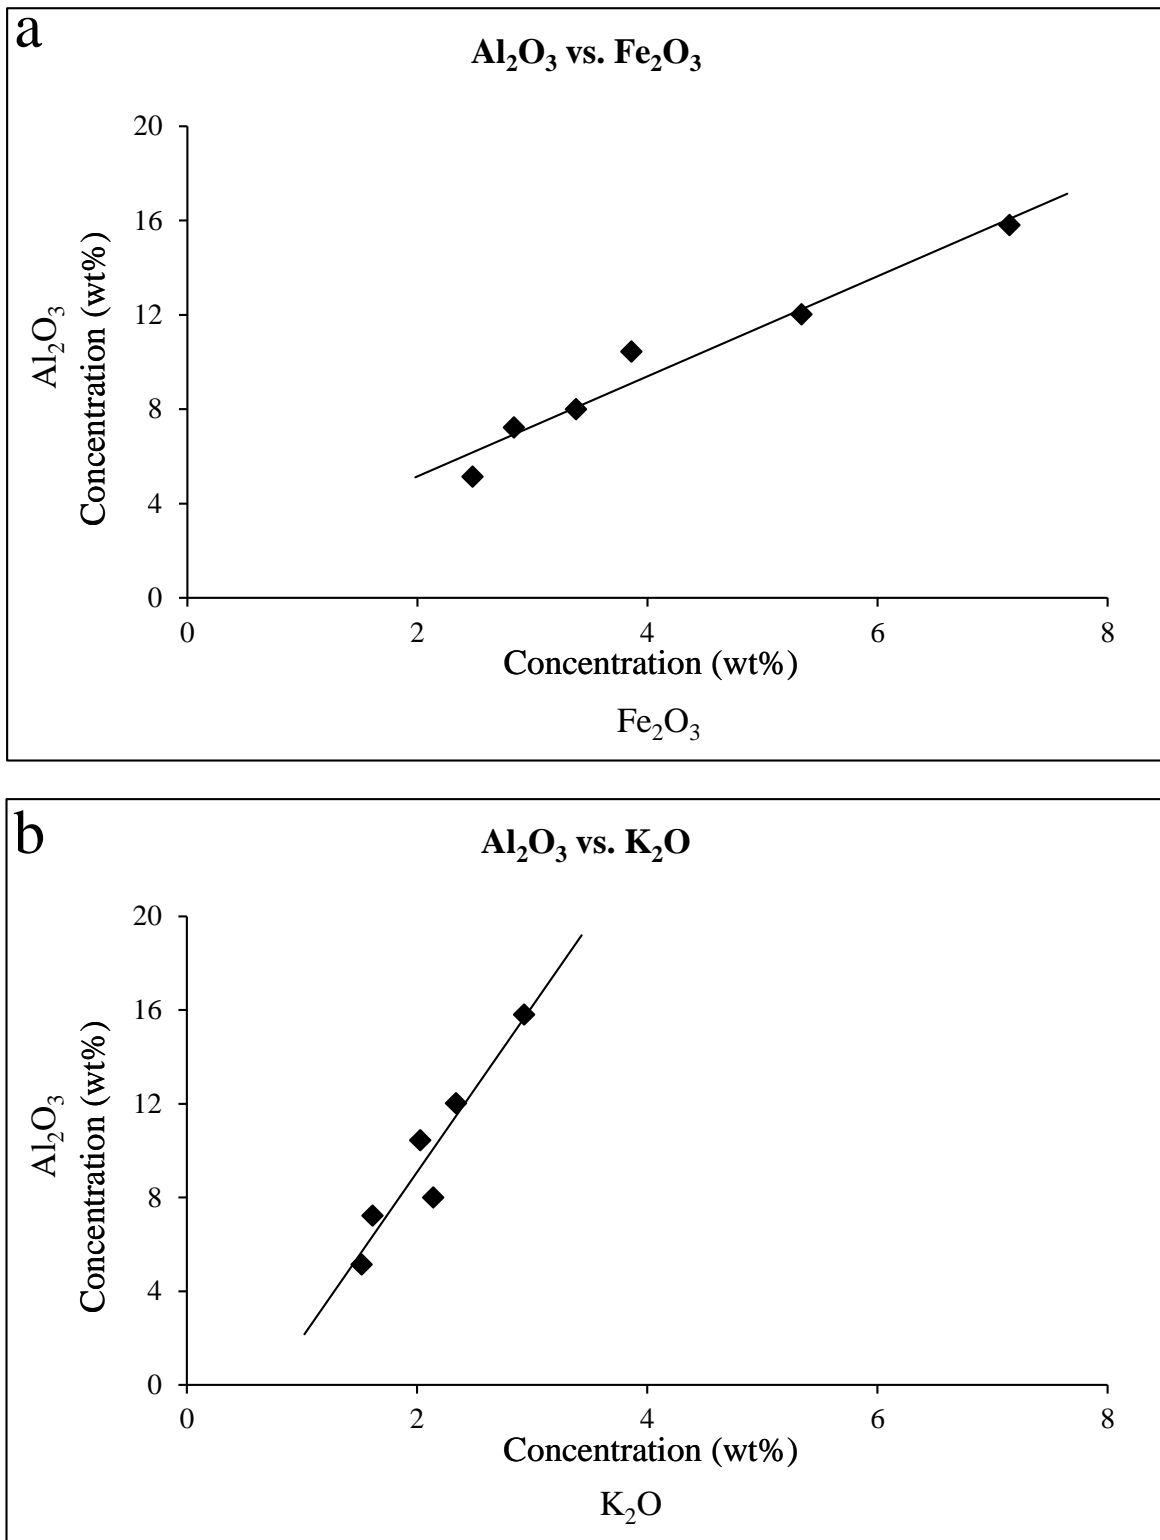 a
Al₂O₃ vs. Fe₂O₃
20
16
12
8
4
0
Al₂O₃
Concentration (wt%)
0 2 4 6 8
Concentration (wt%)
Fe₂O₃
b
Al₂O₃ vs. K₂O
20
16
12
8
4
0
Al₂O₃
Concentration (wt%)
0 2 4 6 8
Concentration (wt%)
K₂O